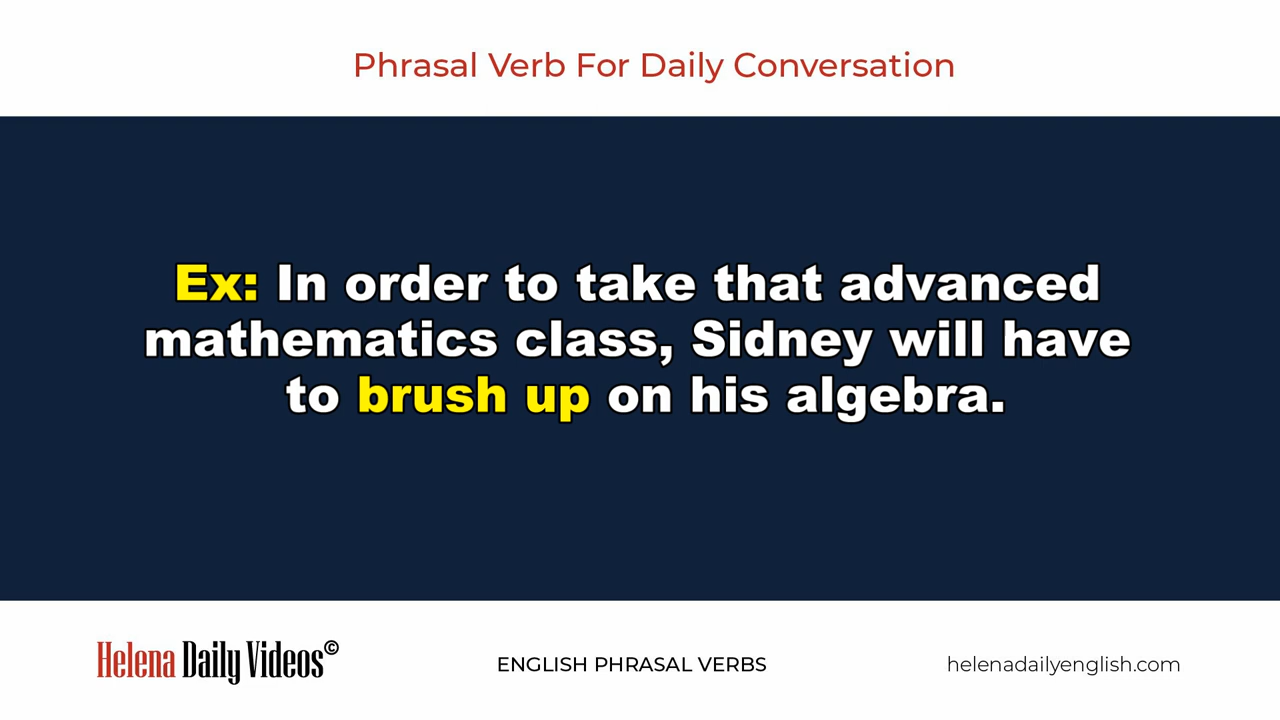 Phrasal Verb For Daily Conversation
Ex: In order to take that advanced
mathematics class, Sidney will have
to brush up on his algebra.
Helena Daily Videos©
ENGLISH PHRASAL VERBS
helenadailyenglish.com